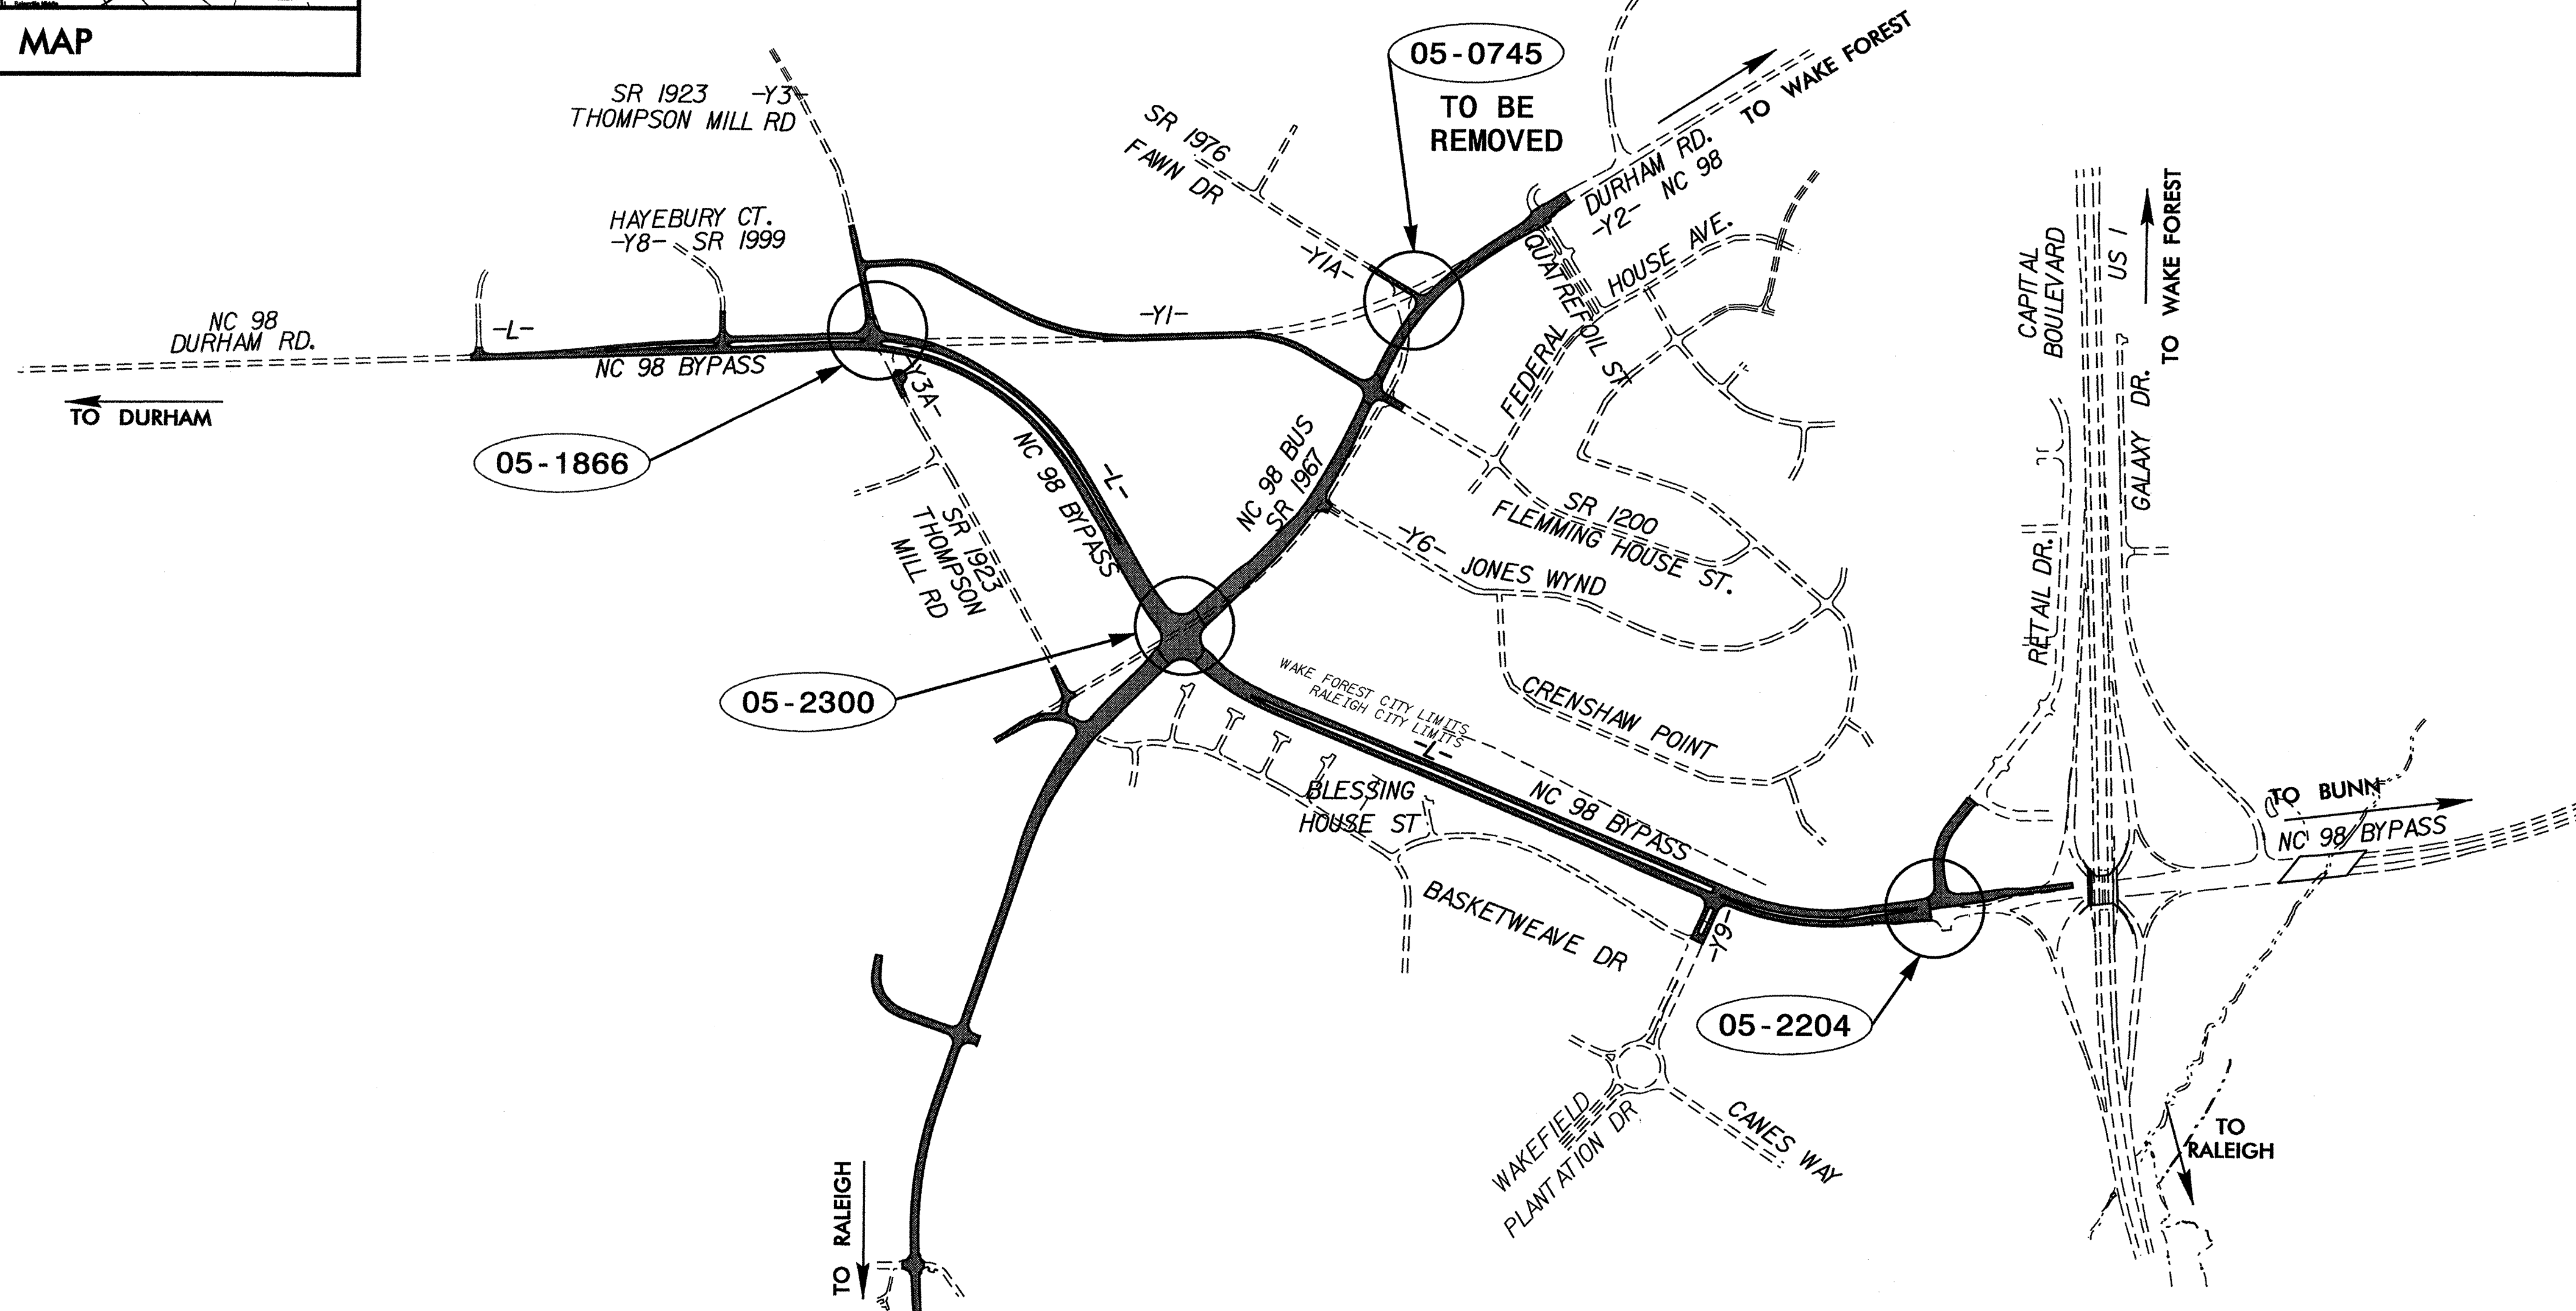 MAP
05-0745
TO BE
REMOVED
TO WAKE FOREST
SR 1923 -Y3-
THOMPSON MILL RD
SR 1976
FAWN DR
DURHAM RD.
-Y2- NC 98
HAYEBURY CT.
-Y8- SR 1999
-Y1A-
QUATREFOIL ST
HOUSE AVE.
FEDERAL
CAPITAL
BOULEVARD
US 1
TO WAKE FOREST
NC 98
DURHAM RD.
-L-
NC 98 BYPASS
-Y1-
TO DURHAM
-Y3A-
05-1866
NC 98 BYPASS
-L-
NC 98 BUS
SR 1967
GALAXY DR.
SR 1200
FLEMMING HOUSE ST.
SR 1923
THOMPSON
MILL RD
-Y6-
JONES WYND
RETAIL DR.
05-2300
WAKE FOREST CITY LIMITS
RALEIGH CITY LIMITS
-L-
CRENSHAW POINT
NC 98 BYPASS
BLESSING
HOUSE ST
TO BUNN
NC 98 BYPASS
BASKETWEAVE DR
-Y9-
05-2204
WAKEFIELD
PLANTATION DR
CANES WAY
TO RALEIGH
TO
RALEIGH